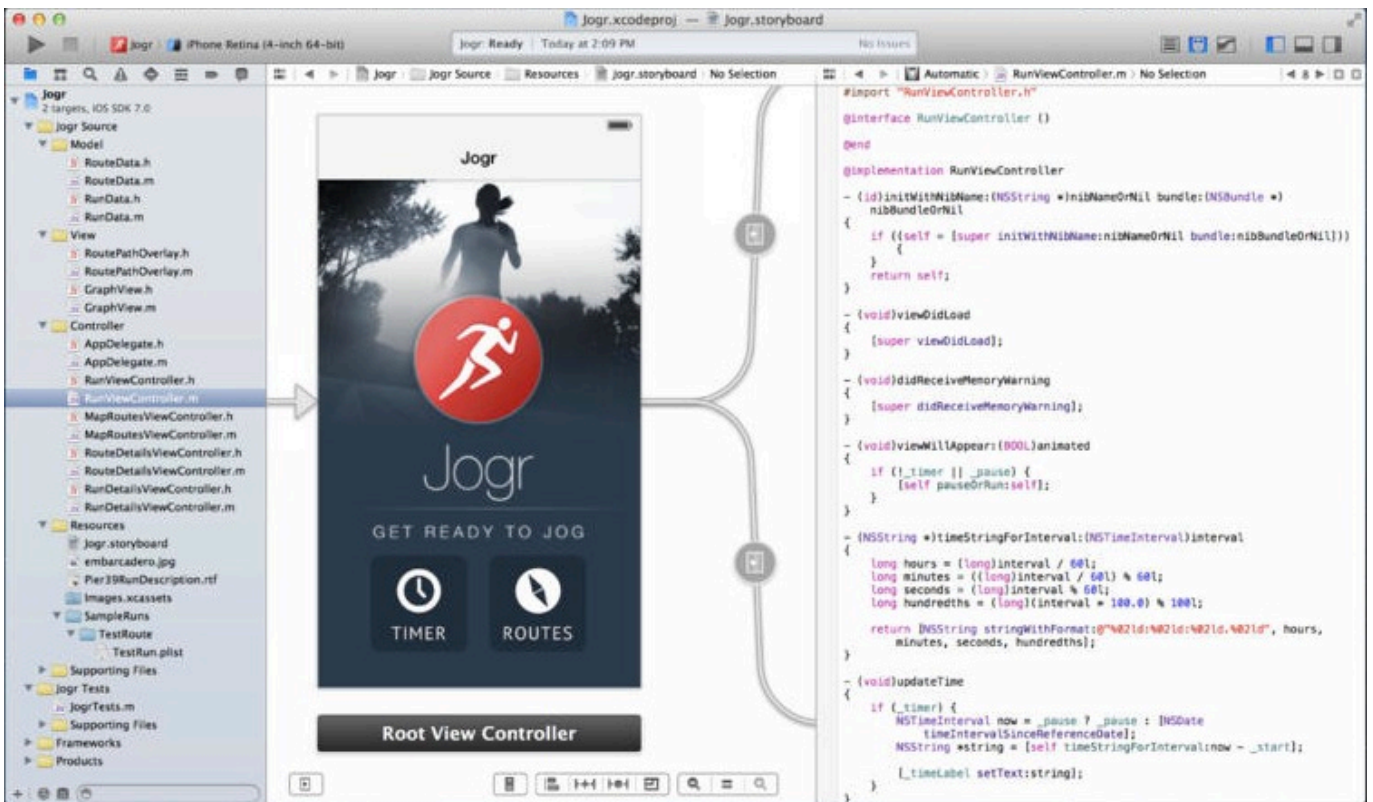 Jogr.xcodeproj — Jogr.storyboard
Jogr
iPhone Retina (4-inch 64-bit)
Jogr: Ready
Today at 2:09 PM
No Issues
Jogr
Jogr Source
Resources
Jogr.storyboard
No Selection
Automatic
RunViewController.m
No Selection
8
Jogr
2 targets, iOS SDK 7.0
Jogr Source
Model
RouteData.h
RouteData.m
RunData.h
RunData.m
View
RoutePathOverlay.h
RoutePathOverlay.m
GraphView.h
GraphView.m
Controller
AppDelegate.h
AppDelegate.m
RunViewController.h
RunViewController.m
MapRoutesViewController.h
MapRoutesViewController.m
RouteDetailsViewController.h
RouteDetailsViewController.m
RunDetailsViewController.h
RunDetailsViewController.m
Resources
Jogr.storyboard
embarcadero.jpg
Pier39RunDescription.rtf
Images.xcassets
SampleRuns
TestRoute
TestRun.plist
Supporting Files
Jogr Tests
JogrTests.m
Supporting Files
Frameworks
Products
Jogr
Jogr
GET READY TO JOG
TIMER
ROUTES
Root View Controller
#import "RunViewController.h"
@interface RunViewController ()
@end
@implementation RunViewController
- (id)initWithNibName:(NSString *)nibNameOrNil bundle:(NSBundle *)
nibBundleOrNil
{
if ((self = [super initWithNibName:nibNameOrNil bundle:nibBundleOrNil]))
{
}
return self;
}
- (void)viewDidLoad
{
[super viewDidLoad];
}
- (void)didReceiveMemoryWarning
{
[super didReceiveMemoryWarning];
}
- (void)viewWillAppear:(BOOL)animated
{
if (!_timer || _pause) {
[self pauseOrRun:self];
}
}
- (NSString *)timeStringForInterval:(NSTimeInterval)interval
{
long hours = (long)interval / 60l;
long minutes = ((long)interval / 60l) % 60l;
long seconds = (long)interval % 60l;
long hundredths = (long)(interval * 100.0) % 100l;
return [NSString stringWithFormat:@"%02ld:%02ld:%02ld.%02ld", hours,
minutes, seconds, hundredths];
}
- (void)updateTime
{
if (_timer) {
NSTimeInterval now = _pause ? _pause : [NSDate
timeIntervalSinceReferenceDate];
NSString *string = [self timeStringForInterval:now - _start];
[_timeLabel setText:string];
}
}